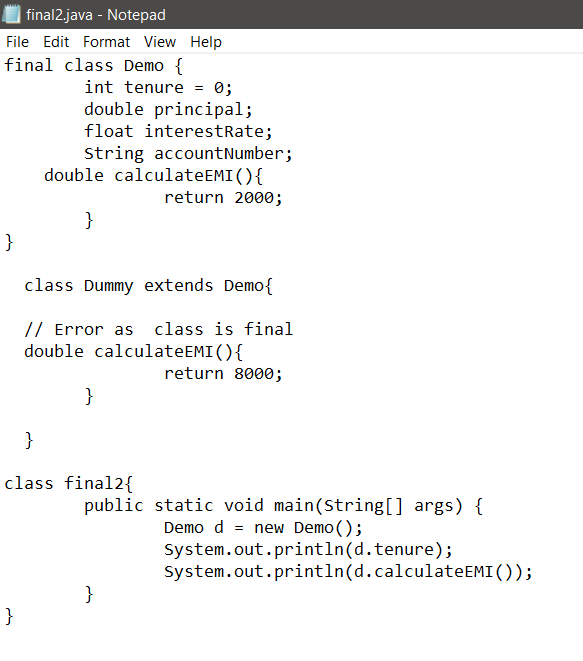 final2.java - Notepad
File Edit Format View Help
final class Demo {
        int tenure = 0;
        double principal;
        float interestRate;
        String accountNumber;
    double calculateEMI(){
                return 2000;
        }
}
  class Dummy extends Demo{
  // Error as  class is final
  double calculateEMI(){
                return 8000;
        }
  }
class final2{
        public static void main(String[] args) {
                Demo d = new Demo();
                System.out.println(d.tenure);
                System.out.println(d.calculateEMI());
        }
}